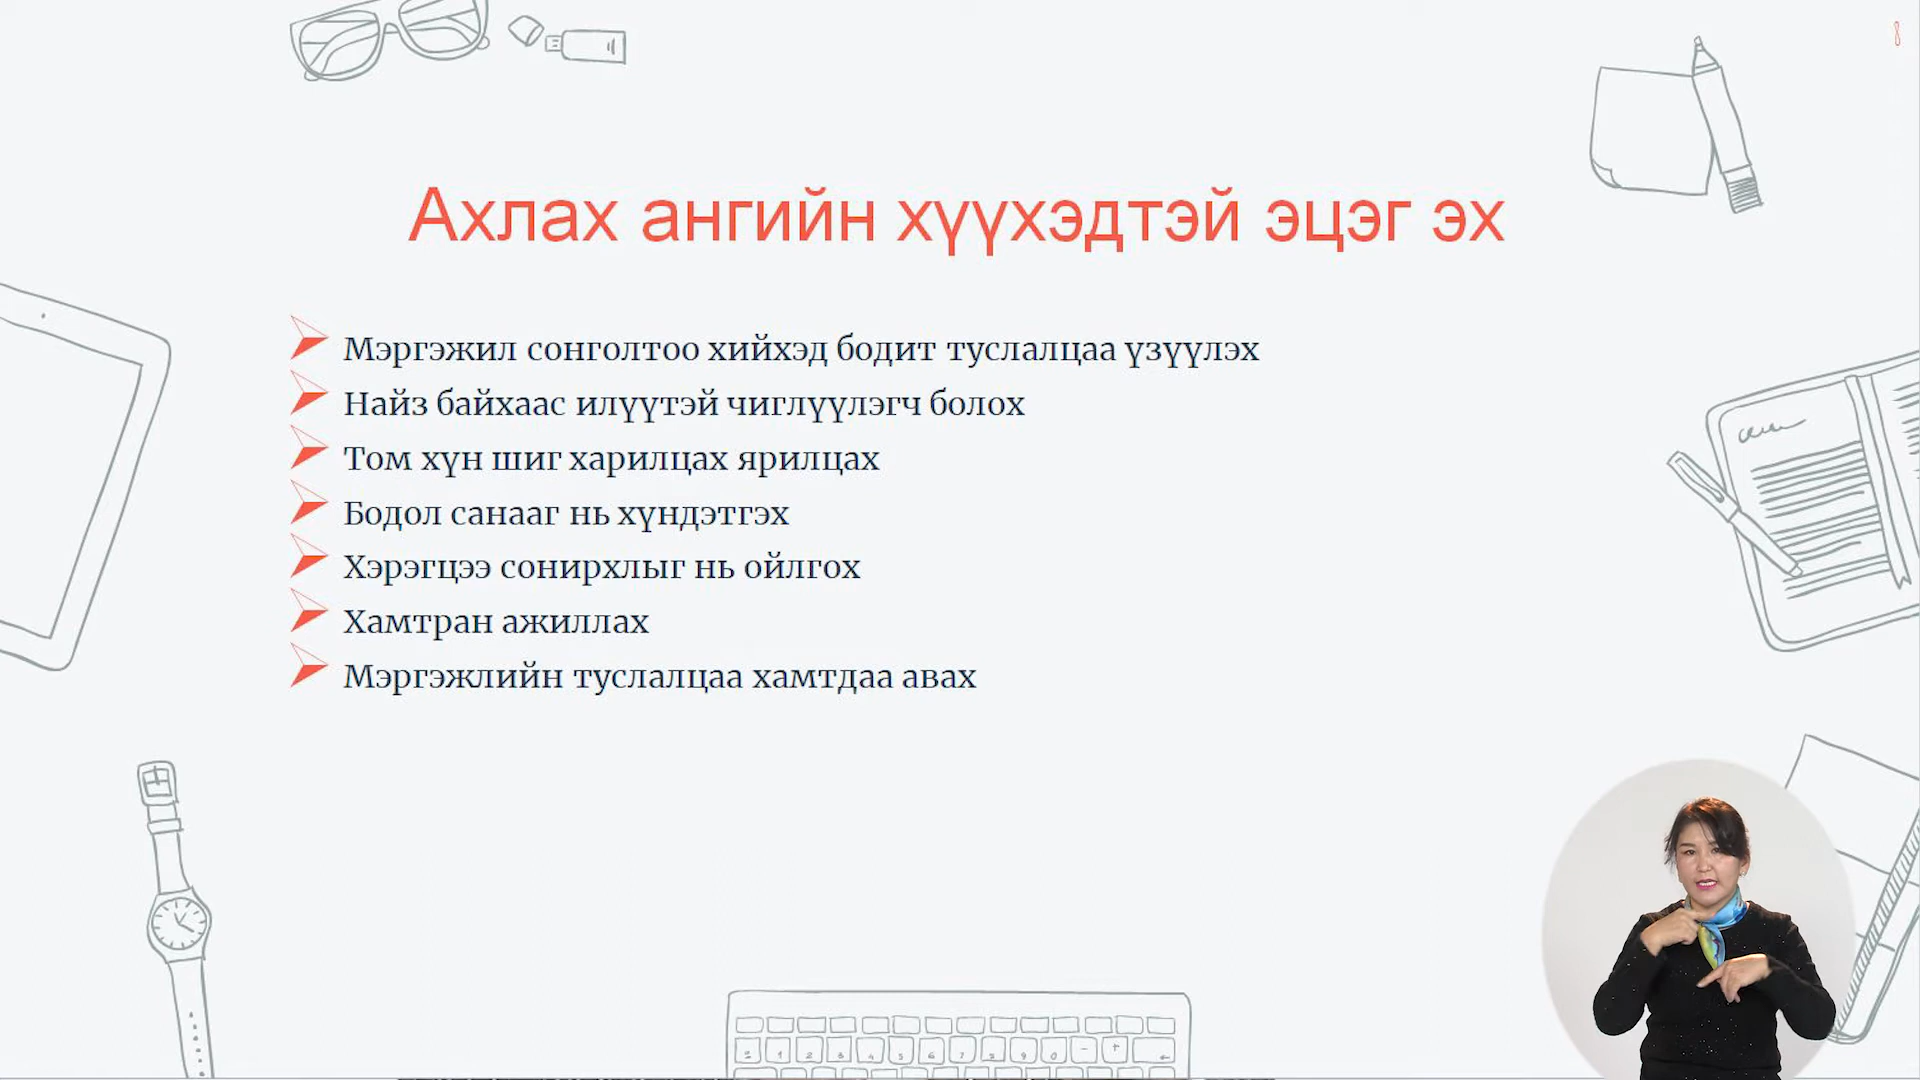 8
Ахлах ангийн хүүхэдтэй эцэг эх
Мэргэжил сонголтоо хийхэд бодит туслалцаа үзүүлэх
Найз байхаас илүүтэй чиглүүлэгч болох
Том хүн шиг харилцах ярилцах
Бодол санааг нь хүндэтгэх
Хэрэгцээ сонирхлыг нь ойлгох
Хамтран ажиллах
Мэргэжлийн туслалцаа хамтдаа авах